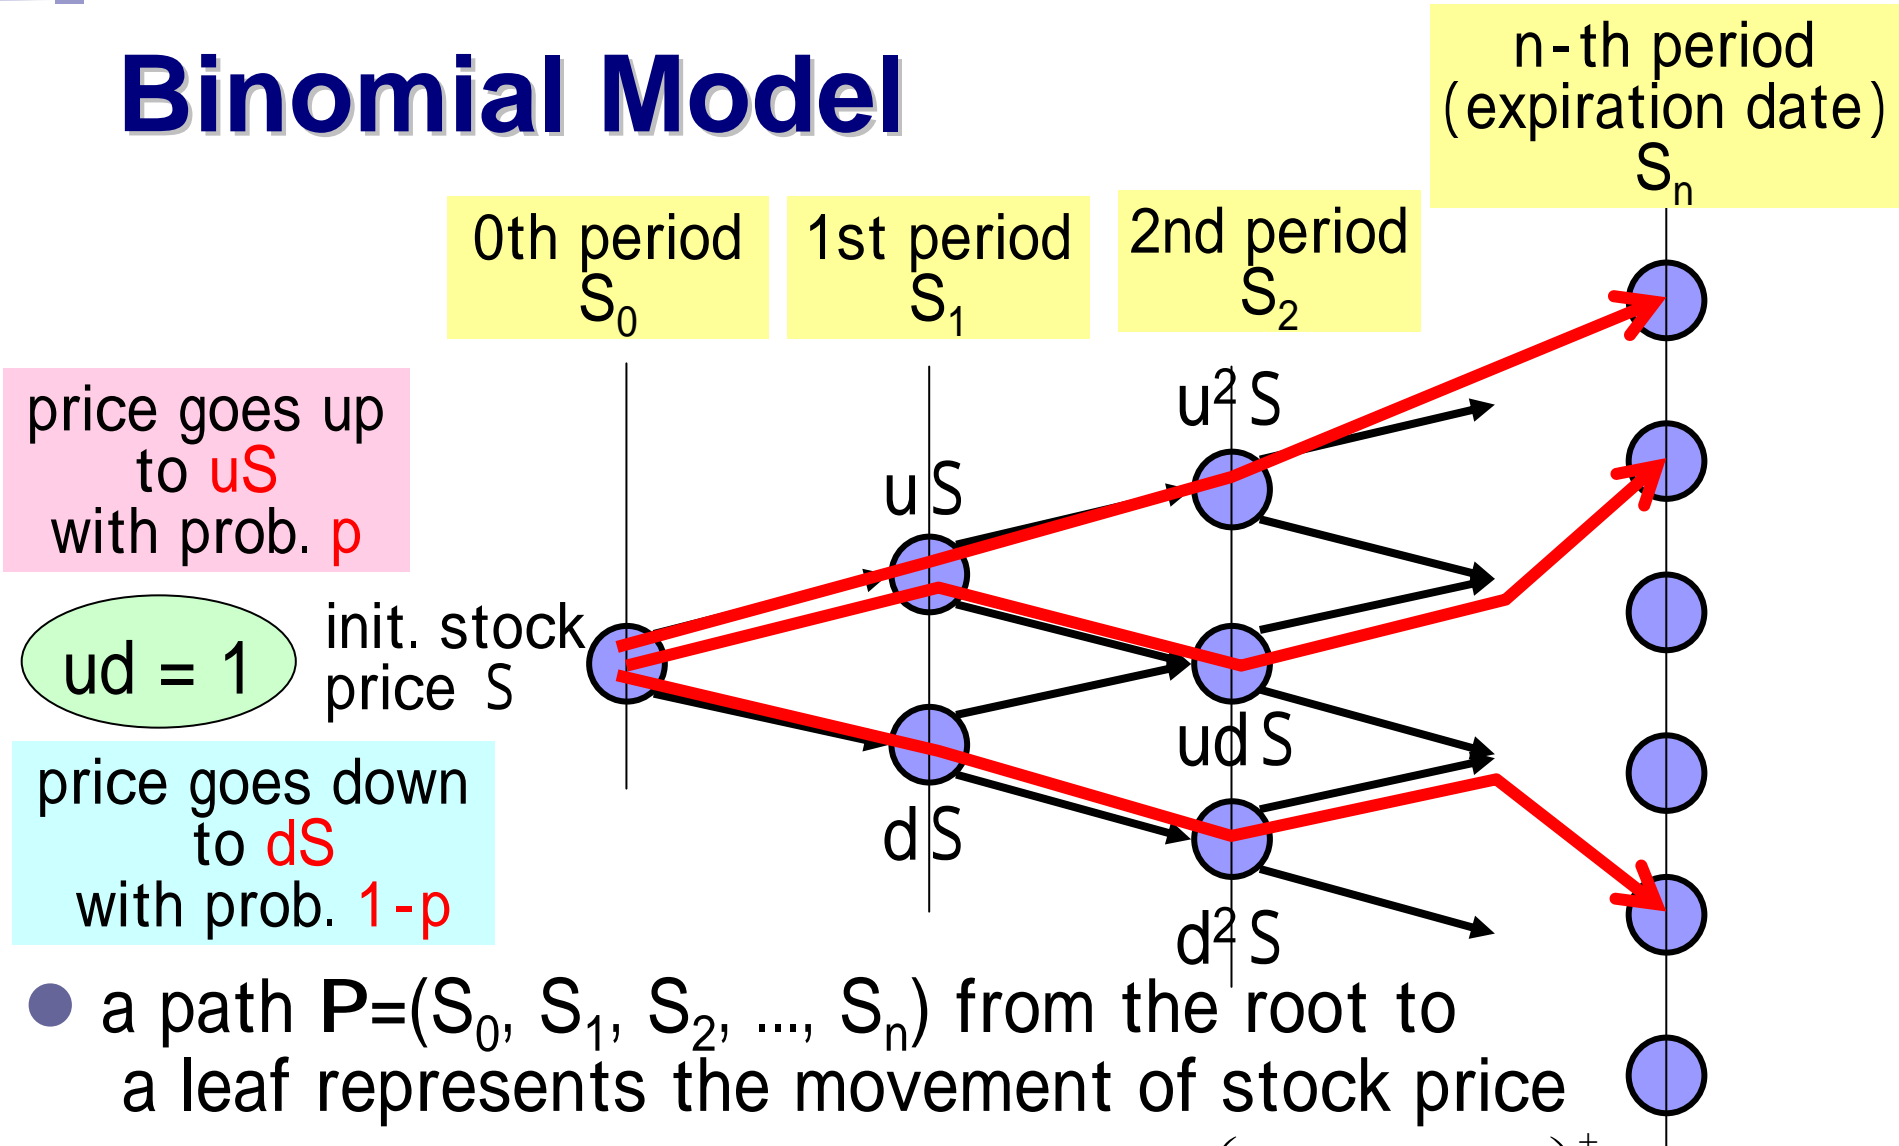 Binomial Model
n-th period
(expiration date)
Sₙ
0th period
S₀
1st period
S₁
2nd period
S₂
price goes up
to uS
with prob. p
ud = 1
init. stock
price S
price goes down
to dS
with prob. 1-p
uS
dS
u²S
udS
d²S
a path P=(S₀, S₁, S₂, ..., Sₙ) from the root to
a leaf represents the movement of stock price